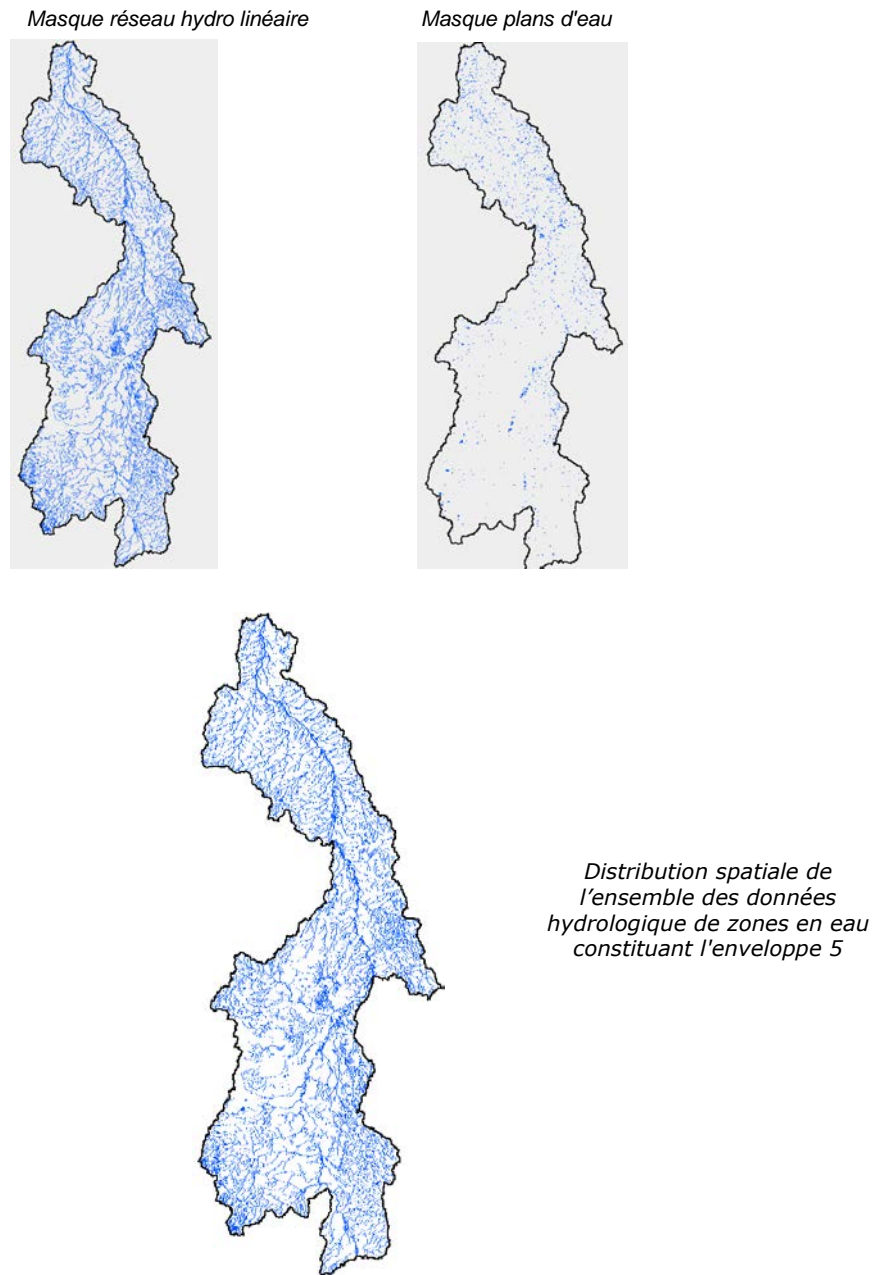 Masque réseau hydro linéaire
Masque plans d'eau
Distribution spatiale de
l’ensemble des données
hydrologique de zones en eau
constituant l'enveloppe 5